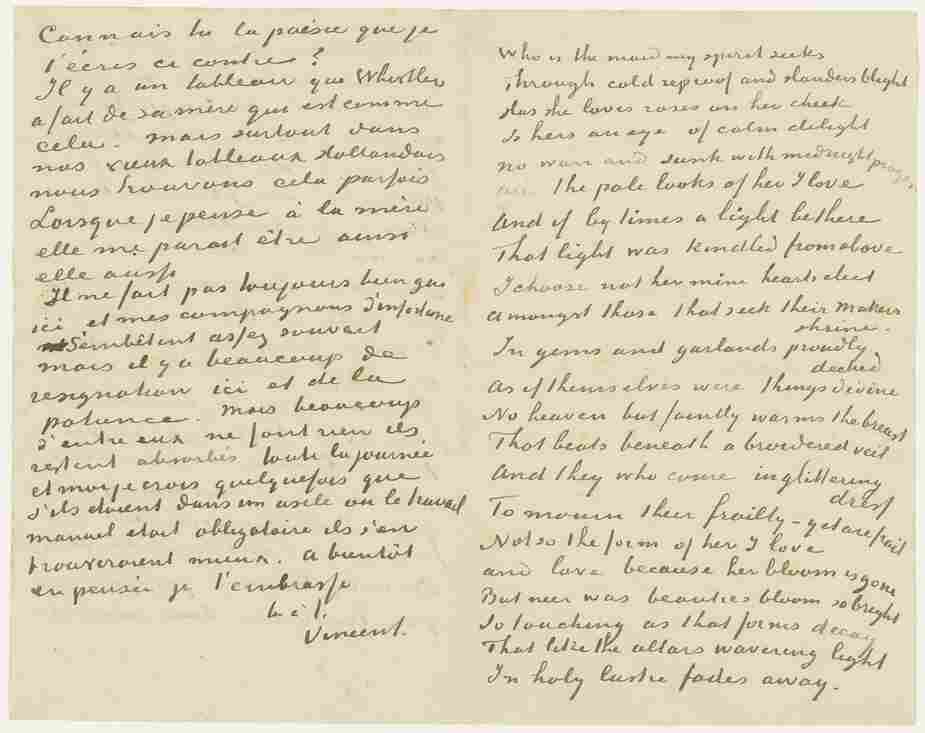 Connais tu la poésie que je
t'écris ci contre?
Il y a un tableau que Whistler
a fait de sa mère qui est comme
cela. Mais surtout dans
nos vieux tableaux Hollandais
nous trouvons cela parfois
Lorsque je pense à la mère
elle me parait être ainsi
elle aussi
Il ne fait pas toujours bien gai
ici et mes compagnons d'infortune
s'embêtent assez souvent
mais il y a beaucoup de
resignation ici et de la
patience. Mais beaucoup
d'entre eux ne font rien ils
restent absorbés toute la journée
et moi je crois quelquefois que
s'ils etaient dans un asile ou le travail
manuel etait obligatoire ils s'en
trouveraient mieux. a bientôt
en pensée je t'embrasse
t. à t.
Vincent.
Who is the maid my spirit seeks
Through cold reproof and slanders blight
Has she loves roses on her cheek
Is hers an eye of calm delight
no wan and sunk with midnight prayer
are the pale looks of her I love
And if by times a light be there
That light was kindled from above
I choose not her mine hearts elect
amongst those that seek their Makers
shrine.
In gems and garlands proudly
decked
As if themselves were things divine
No heaven but faintly warms the breast
That beats beneath a broidered veil
And they who come in glittering
dress
To mourn their frailty – yet are frail
Not so the form of her I love
and love because her bloom is gone
But neer was beauties bloom so bright
So touching as that forms decay
That like the altars wavering light
In holy lustre fades away.